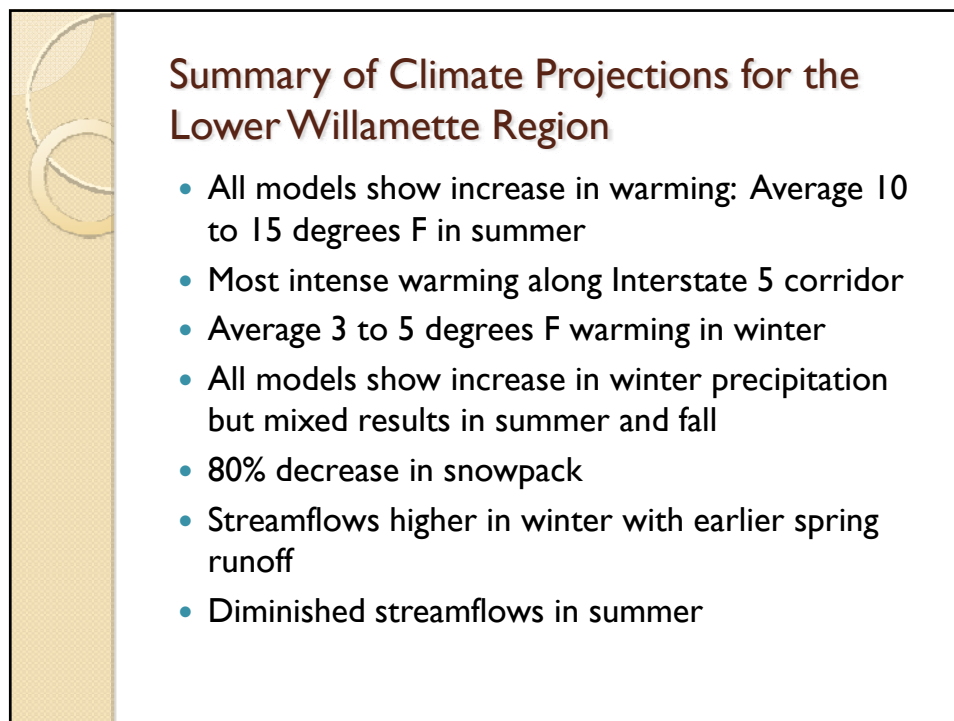 Summary of Climate Projections for the
Lower Willamette Region
• All models show increase in warming: Average 10
to 15 degrees F in summer
• Most intense warming along Interstate 5 corridor
• Average 3 to 5 degrees F warming in winter
• All models show increase in winter precipitation
but mixed results in summer and fall
• 80% decrease in snowpack
• Streamflows higher in winter with earlier spring
runoff
• Diminished streamflows in summer